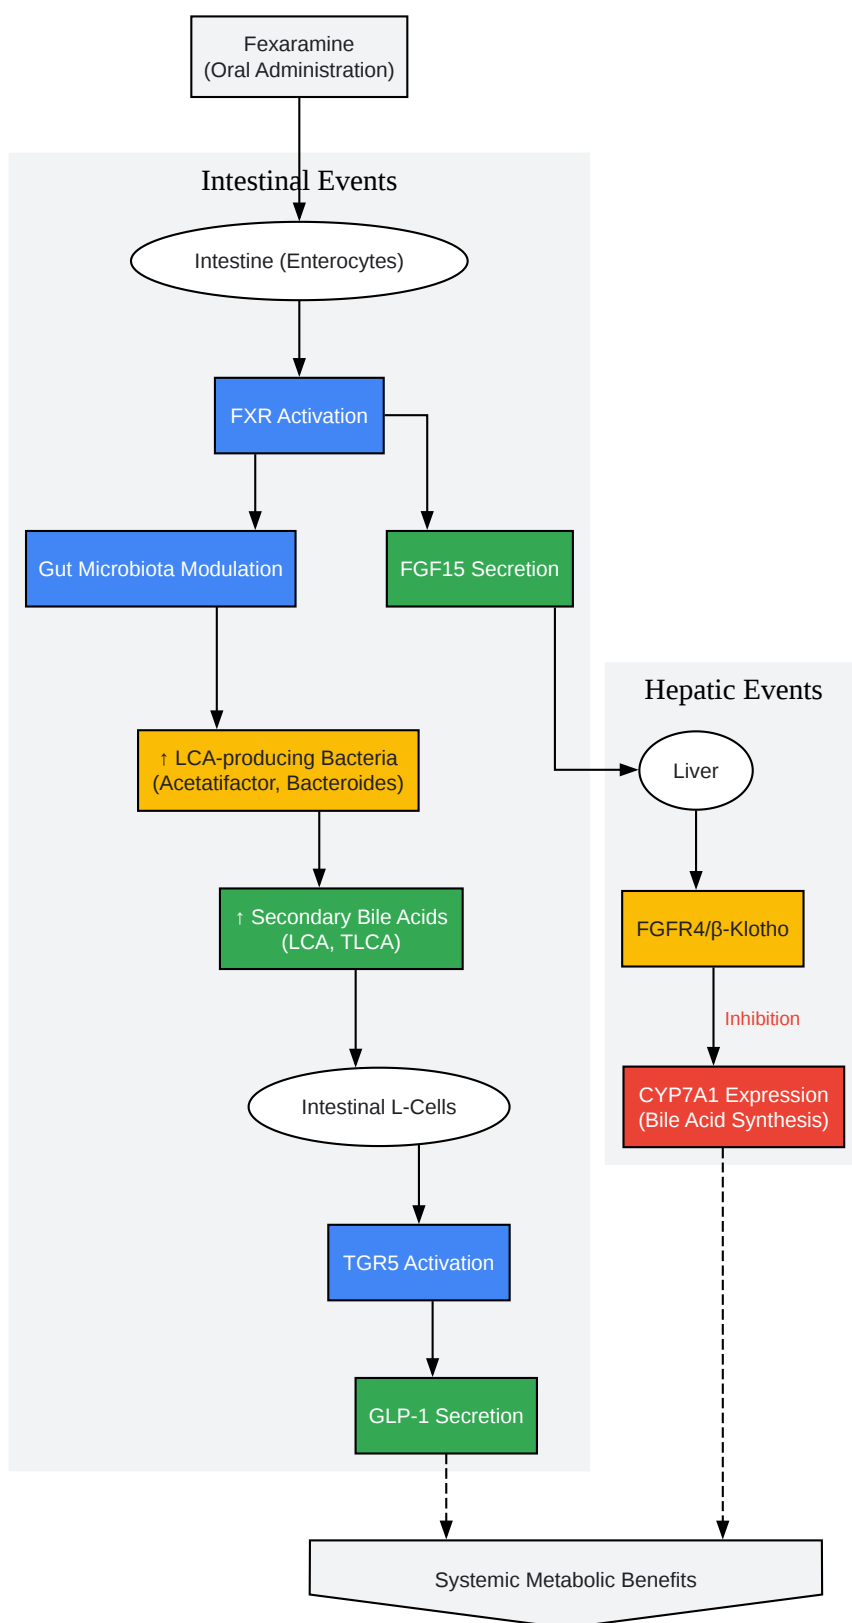 Fexaramine
(Oral Administration)
Intestinal Events
Intestine (Enterocytes)
FXR Activation
Gut Microbiota Modulation
FGF15 Secretion
Hepatic Events
↑ LCA-producing Bacteria
(Acetatifactor, Bacteroides)
Liver
↑ Secondary Bile Acids
(LCA, TLCA)
FGFR4/β-Klotho
Inhibition
Intestinal L-Cells
CYP7A1 Expression
(Bile Acid Synthesis)
TGR5 Activation
GLP-1 Secretion
Systemic Metabolic Benefits